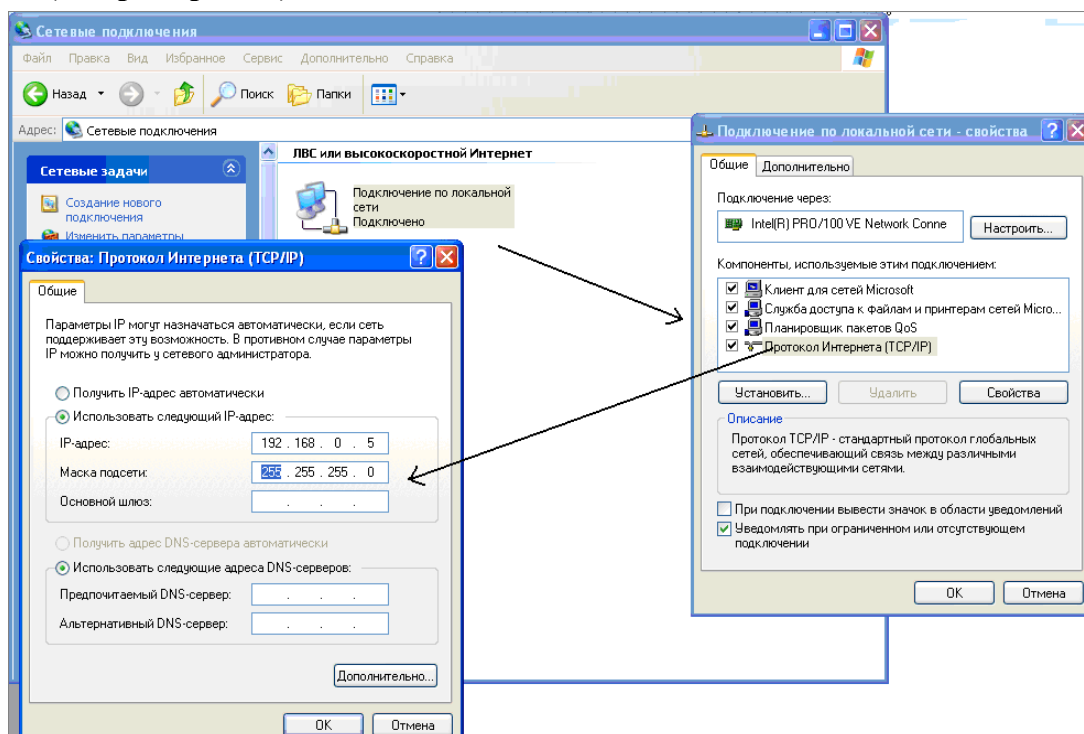 Сетевые подключения
Файл Правка Вид Избранное Сервис Дополнительно Справка
Назад Поиск Папки
Адрес: Сетевые подключения
Сетевые задачи
Создание нового
подключения
Изменить параметры
ЛВС или высокоскоростной Интернет
Подключение по локальной
сети
Подключено
Подключение по локальной сети - свойства
Общие Дополнительно
Подключение через:
Intel(R) PRO/100 VE Network Conne
Настроить...
Компоненты, используемые этим подключением:
Клиент для сетей Microsoft
Служба доступа к файлам и принтерам сетей Micro...
Планировщик пакетов QoS
Протокол Интернета (TCP/IP)
Установить... Удалить Свойства
Описание
Протокол TCP/IP - стандартный протокол глобальных
сетей, обеспечивающий связь между различными
взаимодействующими сетями.
При подключении вывести значок в области уведомлений
Уведомлять при ограниченном или отсутствующем
подключении
OK Отмена
Свойства: Протокол Интернета (TCP/IP)
Общие
Параметры IP могут назначаться автоматически, если сеть
поддерживает эту возможность. В противном случае параметры
IP можно получить у сетевого администратора.
Получить IP-адрес автоматически
Использовать следующий IP-адрес:
IP-адрес: 192 . 168 . 0 . 5
Маска подсети: 255 . 255 . 255 . 0
Основной шлюз: . . .
Получить адрес DNS-сервера автоматически
Использовать следующие адреса DNS-серверов:
Предпочитаемый DNS-сервер: . . .
Альтернативный DNS-сервер: . . .
Дополнительно...
OK Отмена